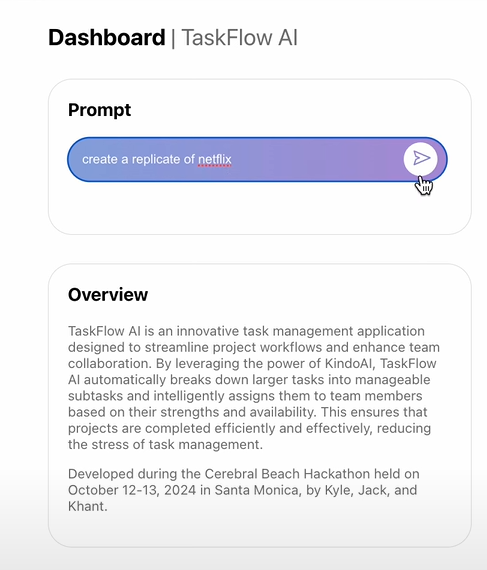 Dashboard | TaskFlow AI
Prompt
create a replicate of netflix
Overview
TaskFlow AI is an innovative task management application
designed to streamline project workflows and enhance team
collaboration. By leveraging the power of KindoAI, TaskFlow
AI automatically breaks down larger tasks into manageable
subtasks and intelligently assigns them to team members
based on their strengths and availability. This ensures that
projects are completed efficiently and effectively, reducing
the stress of task management.
Developed during the Cerebral Beach Hackathon held on
October 12-13, 2024 in Santa Monica, by Kyle, Jack, and
Khant.